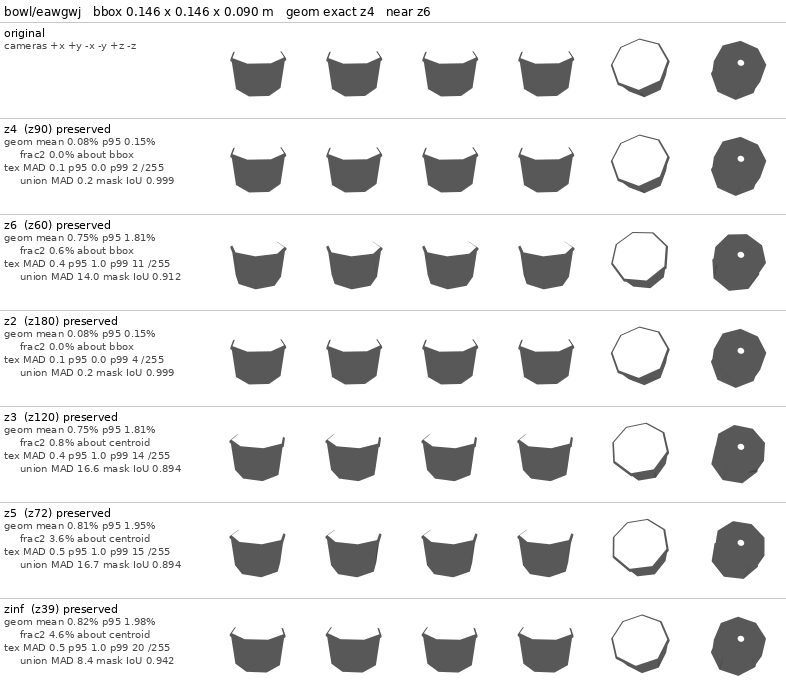 bowl/eawgwj   bbox 0.146 x 0.146 x 0.090 m   geom exact z4   near z6
original
cameras +x +y -x -y +z -z
z4  (z90) preserved
geom mean 0.08% p95 0.15%
frac2 0.0% about bbox
tex MAD 0.1 p95 0.0 p99 2 /255
union MAD 0.2 mask IoU 0.999
z6  (z60) preserved
geom mean 0.75% p95 1.81%
frac2 0.6% about bbox
tex MAD 0.4 p95 1.0 p99 11 /255
union MAD 14.0 mask IoU 0.912
z2  (z180) preserved
geom mean 0.08% p95 0.15%
frac2 0.0% about bbox
tex MAD 0.1 p95 0.0 p99 4 /255
union MAD 0.2 mask IoU 0.999
z3  (z120) preserved
geom mean 0.75% p95 1.81%
frac2 0.8% about centroid
tex MAD 0.4 p95 1.0 p99 14 /255
union MAD 16.6 mask IoU 0.894
z5  (z72) preserved
geom mean 0.81% p95 1.95%
frac2 3.6% about centroid
tex MAD 0.5 p95 1.0 p99 15 /255
union MAD 16.7 mask IoU 0.894
zinf  (z39) preserved
geom mean 0.82% p95 1.98%
frac2 4.6% about centroid
tex MAD 0.5 p95 1.0 p99 20 /255
union MAD 8.4 mask IoU 0.942